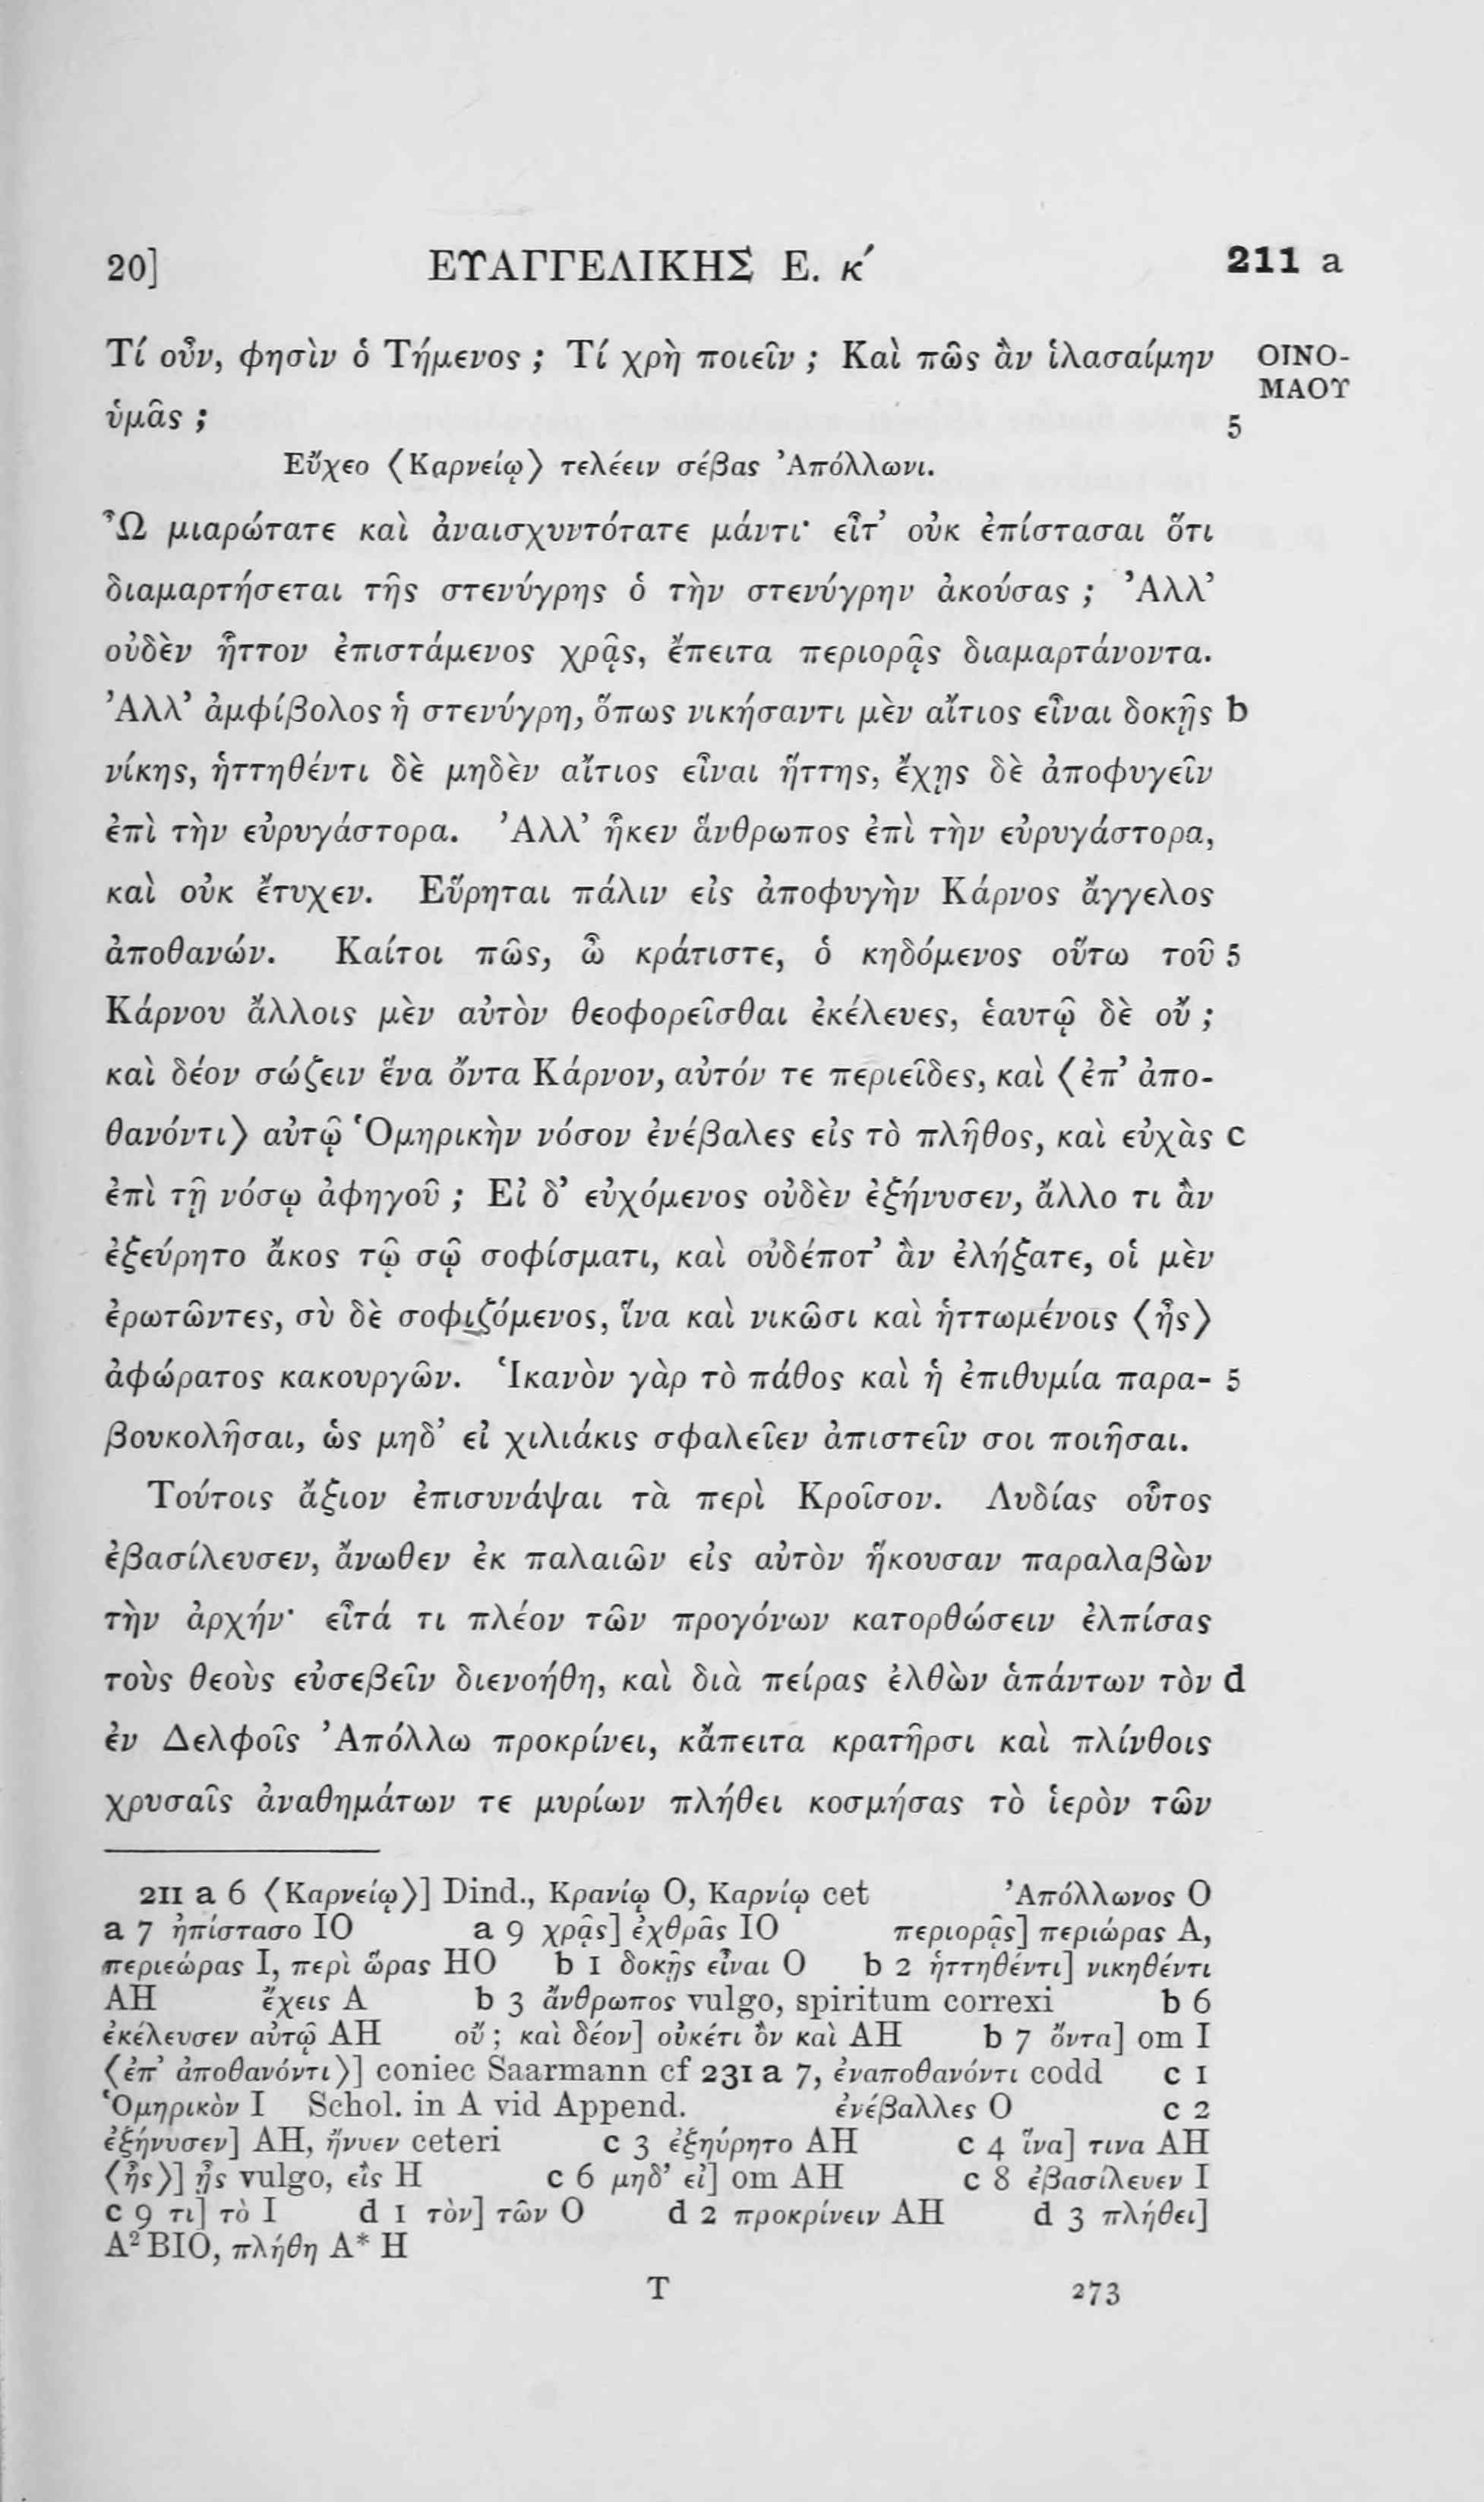 20] ΕΥΑΓΓΕΛΙΚΗΣ Ε. κ´ 211 a
Τί οὖν, φησὶν ὁ Τήμενος ; Τί χρὴ ποιεῖν ; Καὶ πῶς ἂν ἱλασαίμην ΟΙΝΟ-
ΜΑΟΥ
ὑμᾶς ; 5
Εὔχεο ⟨Καρνείῳ⟩ τελέειν σέβας Ἀπόλλωνι.
Ὦ μιαρώτατε καὶ ἀναισχυντότατε μάντι· εἶτ’ οὐκ ἐπίστασαι ὅτι
διαμαρτήσεται τῆς στενύγρης ὁ τὴν στενύγρην ἀκούσας ; Ἀλλ’
οὐδὲν ἧττον ἐπιστάμενος χρᾷς, ἔπειτα περιορᾷς διαμαρτάνοντα.
Ἀλλ’ ἀμφίβολος ἡ στενύγρη, ὅπως νικήσαντι μὲν αἴτιος εἶναι δοκῇς b
νίκης, ἡττηθέντι δὲ μηδὲν αἴτιος εἶναι ἥττης, ἔχῃς δὲ ἀποφυγεῖν
ἐπὶ τὴν εὐρυγάστορα. Ἀλλ’ ἧκεν ἅνθρωπος ἐπὶ τὴν εὐρυγάστορα,
καὶ οὐκ ἔτυχεν. Εὕρηται πάλιν εἰς ἀποφυγὴν Κάρνος ἄγγελος
ἀποθανών. Καίτοι πῶς, ὦ κράτιστε, ὁ κηδόμενος οὕτω τοῦ 5
Κάρνου ἄλλοις μὲν αὐτὸν θεοφορεῖσθαι ἐκέλευες, ἑαυτῷ δὲ οὔ ;
καὶ δέον σώζειν ἕνα ὄντα Κάρνον, αὐτόν τε περιεῖδες, καὶ ⟨ἐπ’ ἀπο-
θανόντι⟩ αὐτῷ Ὁμηρικὴν νόσον ἐνέβαλες εἰς τὸ πλῆθος, καὶ εὐχὰς c
ἐπὶ τῇ νόσῳ ἀφηγοῦ ; Εἰ δ’ εὐχόμενος οὐδὲν ἐξήνυσεν, ἄλλο τι ἂν
ἐξεύρητο ἄκος τῷ σῷ σοφίσματι, καὶ οὐδέποτ’ ἂν ἐλήξατε, οἱ μὲν
ἐρωτῶντες, σὺ δὲ σοφιζόμενος, ἵνα καὶ νικῶσι καὶ ἡττωμένοις ⟨ἦς⟩
ἀφώρατος κακουργῶν. Ἱκανὸν γὰρ τὸ πάθος καὶ ἡ ἐπιθυμία παρα- 5
βουκολῆσαι, ὡς μηδ’ εἰ χιλιάκις σφαλεῖεν ἀπιστεῖν σοι ποιῆσαι.
Τούτοις ἄξιον ἐπισυνάψαι τὰ περὶ Κροῖσον. Λυδίας οὗτος
ἐβασίλευσεν, ἄνωθεν ἐκ παλαιῶν εἰς αὐτὸν ἥκουσαν παραλαβὼν
τὴν ἀρχήν· εἶτά τι πλέον τῶν προγόνων κατορθώσειν ἐλπίσας
τοὺς θεοὺς εὐσεβεῖν διενοήθη, καὶ διὰ πείρας ἐλθὼν ἁπάντων τὸν d
ἐν Δελφοῖς Ἀπόλλω προκρίνει, κἄπειτα κρατῆρσι καὶ πλίνθοις
χρυσαῖς ἀναθημάτων τε μυρίων πλήθει κοσμήσας τὸ ἱερὸν τῶν
211 a 6 ⟨Καρνείῳ⟩] Dind., Κρανίῳ O, Καρνίῳ cet Ἀπόλλωνος O
a 7 ἠπίστασο IO a 9 χρᾷς] ἐχθρᾶς IO περιορᾷς] περιώρας A,
περιεώρας I, περὶ ὥρας HO b 1 δοκῇς εἶναι O b 2 ἡττηθέντι] νικηθέντι
AH ἔχεις A b 3 ἄνθρωπος vulgo, spiritum correxi b 6
ἐκέλευσεν αὐτῷ AH οὔ ; καὶ δέον] οὐκέτι ὂν καὶ AH b 7 ὄντα] om I
⟨ἐπ’ ἀποθανόντι⟩] coniec Saarmann cf 231 a 7, ἐναποθανόντι codd c 1
Ὁμηρικὸν I Schol. in A vid Append. ἐνέβαλλες O c 2
ἐξήνυσεν] AH, ἤνυεν ceteri c 3 ἐξηύρητο AH c 4 ἵνα] τινα AH
⟨ἦς⟩] ᾖς vulgo, εἷς H c 6 μηδ’ εἰ] om AH c 8 ἐβασίλευεν I
c 9 τι] τὸ I d 1 τὸν] τῶν O d 2 προκρίνειν AH d 3 πλήθει]
A² BIO, πλήθη A* H
T 273